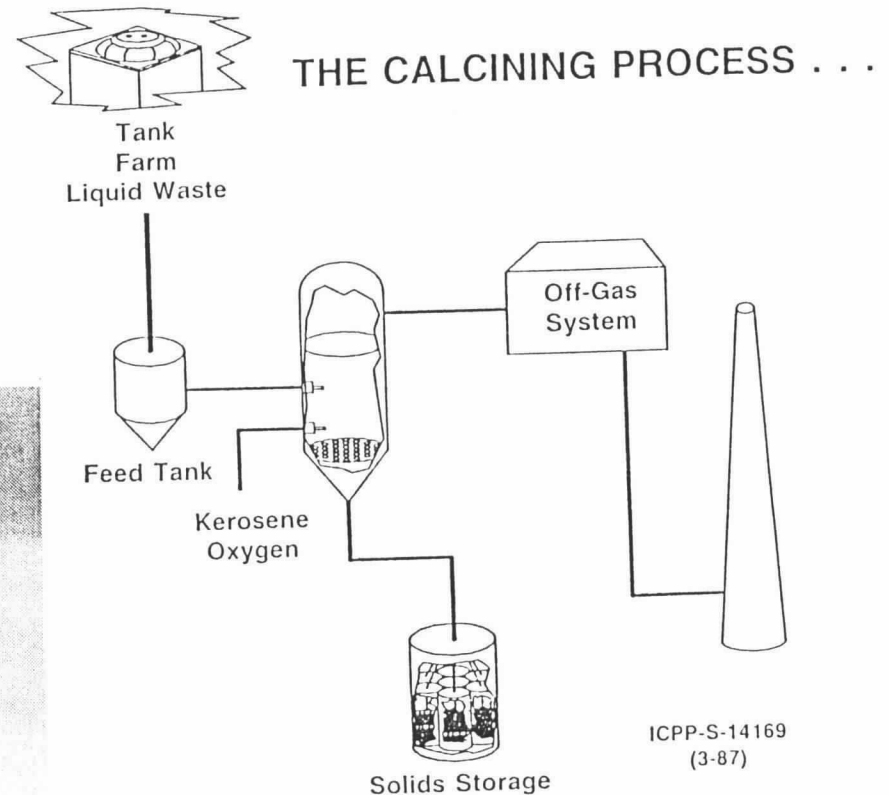 THE CALCINING PROCESS . . .
Tank
Farm
Liquid Waste
Off-Gas
System
Feed Tank
Kerosene
Oxygen
Solids Storage
ICPP-S-14169
(3-87)